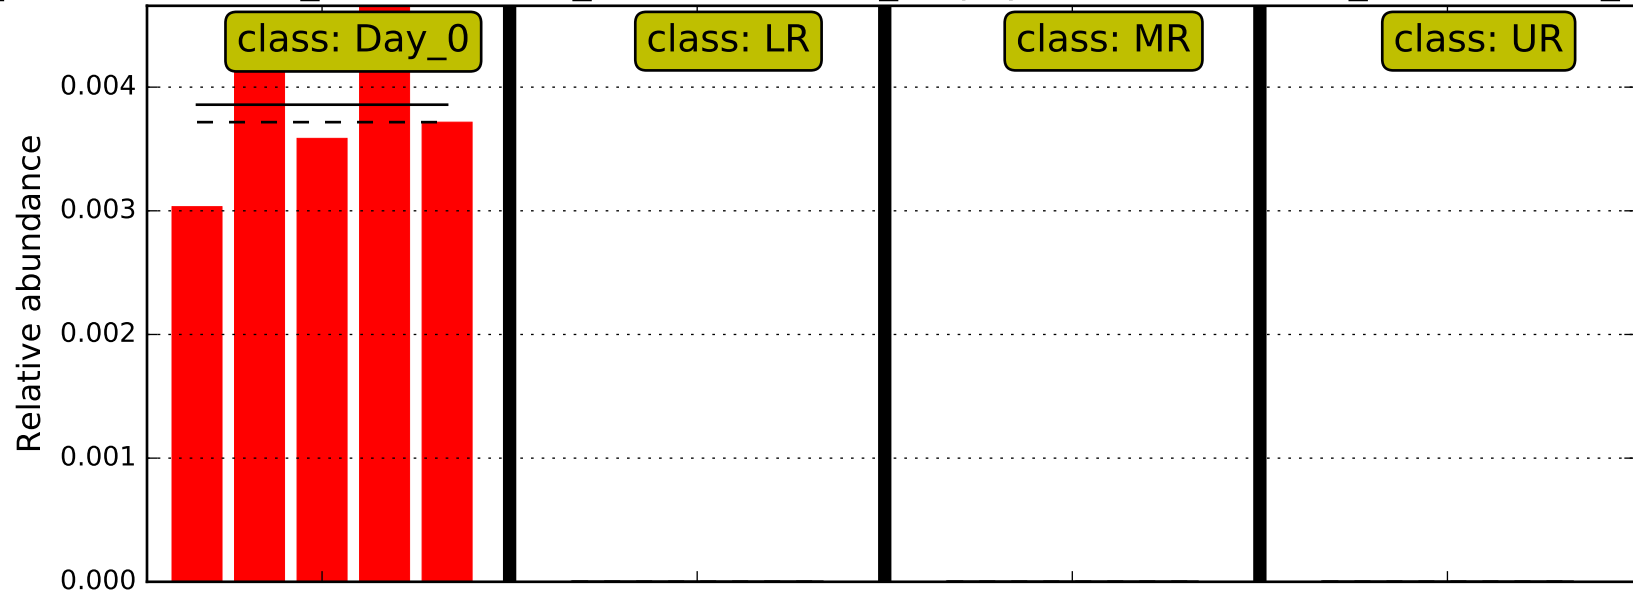 class: Day_0
class: LR
class: MR
class: UR
0.004
0.003
0.002
0.001
0.000
Relative abundance